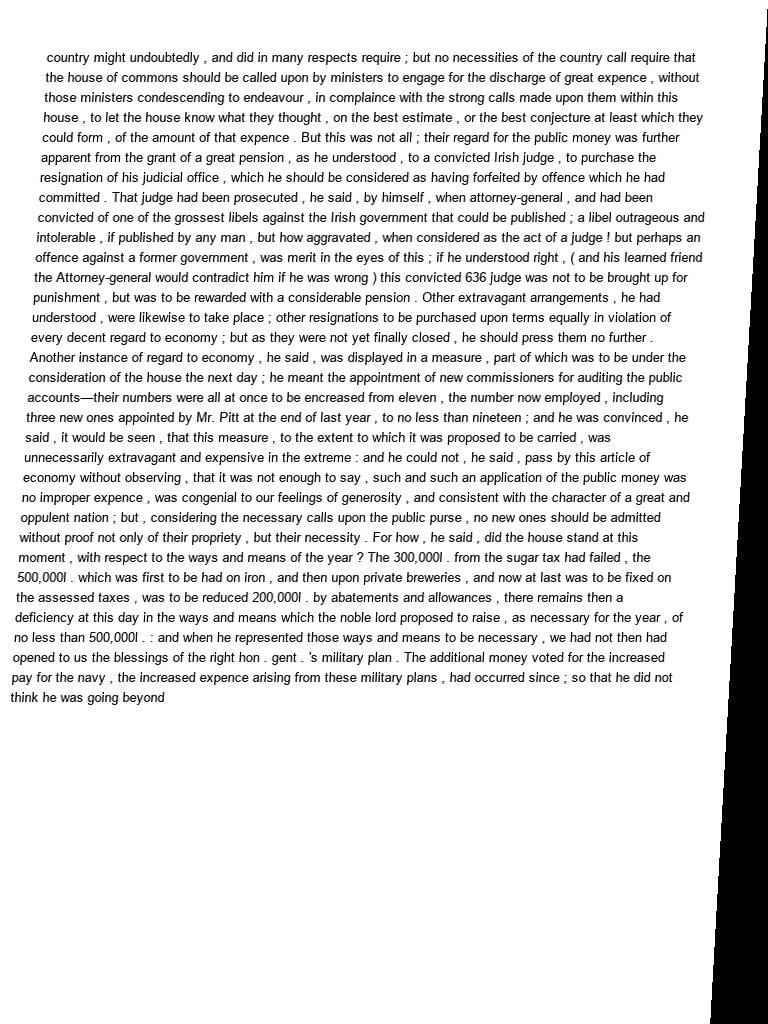 country might undoubtedly , and did in many respects require ; but no necessities of the country call require that
the house of commons should be called upon by ministers to engage for the discharge of great expence , without
those ministers condescending to endeavour , in complaince with the strong calls made upon them within this
house , to let the house know what they thought , on the best estimate , or the best conjecture at least which they
could form , of the amount of that expence . But this was not all ; their regard for the public money was further
apparent from the grant of a great pension , as he understood , to a convicted Irish judge , to purchase the
resignation of his judicial office , which he should be considered as having forfeited by offence which he had
committed . That judge had been prosecuted , he said , by himself , when attorney-general , and had been
convicted of one of the grossest libels against the Irish government that could be published ; a libel outrageous and
intolerable , if published by any man , but how aggravated , when considered as the act of a judge ! but perhaps an
offence against a former government , was merit in the eyes of this ; if he understood right , ( and his learned friend
the Attorney-general would contradict him if he was wrong ) this convicted 636 judge was not to be brought up for
punishment , but was to be rewarded with a considerable pension . Other extravagant arrangements , he had
understood , were likewise to take place ; other resignations to be purchased upon terms equally in violation of
every decent regard to economy ; but as they were not yet finally closed , he should press them no further .
Another instance of regard to economy , he said , was displayed in a measure , part of which was to be under the
consideration of the house the next day ; he meant the appointment of new commissioners for auditing the public
accounts—their numbers were all at once to be encreased from eleven , the number now employed , including
three new ones appointed by Mr. Pitt at the end of last year , to no less than nineteen ; and he was convinced , he
said , it would be seen , that this measure , to the extent to which it was proposed to be carried , was
unnecessarily extravagant and expensive in the extreme : and he could not , he said , pass by this article of
economy without observing , that it was not enough to say , such and such an application of the public money was
no improper expence , was congenial to our feelings of generosity , and consistent with the character of a great and
oppulent nation ; but , considering the necessary calls upon the public purse , no new ones should be admitted
without proof not only of their propriety , but their necessity . For how , he said , did the house stand at this
moment , with respect to the ways and means of the year ? The 300,000l . from the sugar tax had failed , the
500,000l . which was first to be had on iron , and then upon private breweries , and now at last was to be fixed on
the assessed taxes , was to be reduced 200,000l . by abatements and allowances , there remains then a
deficiency at this day in the ways and means which the noble lord proposed to raise , as necessary for the year , of
no less than 500,000l . : and when he represented those ways and means to be necessary , we had not then had
opened to us the blessings of the right hon . gent . 's military plan . The additional money voted for the increased
pay for the navy , the increased expence arising from these military plans , had occurred since ; so that he did not
think he was going beyond